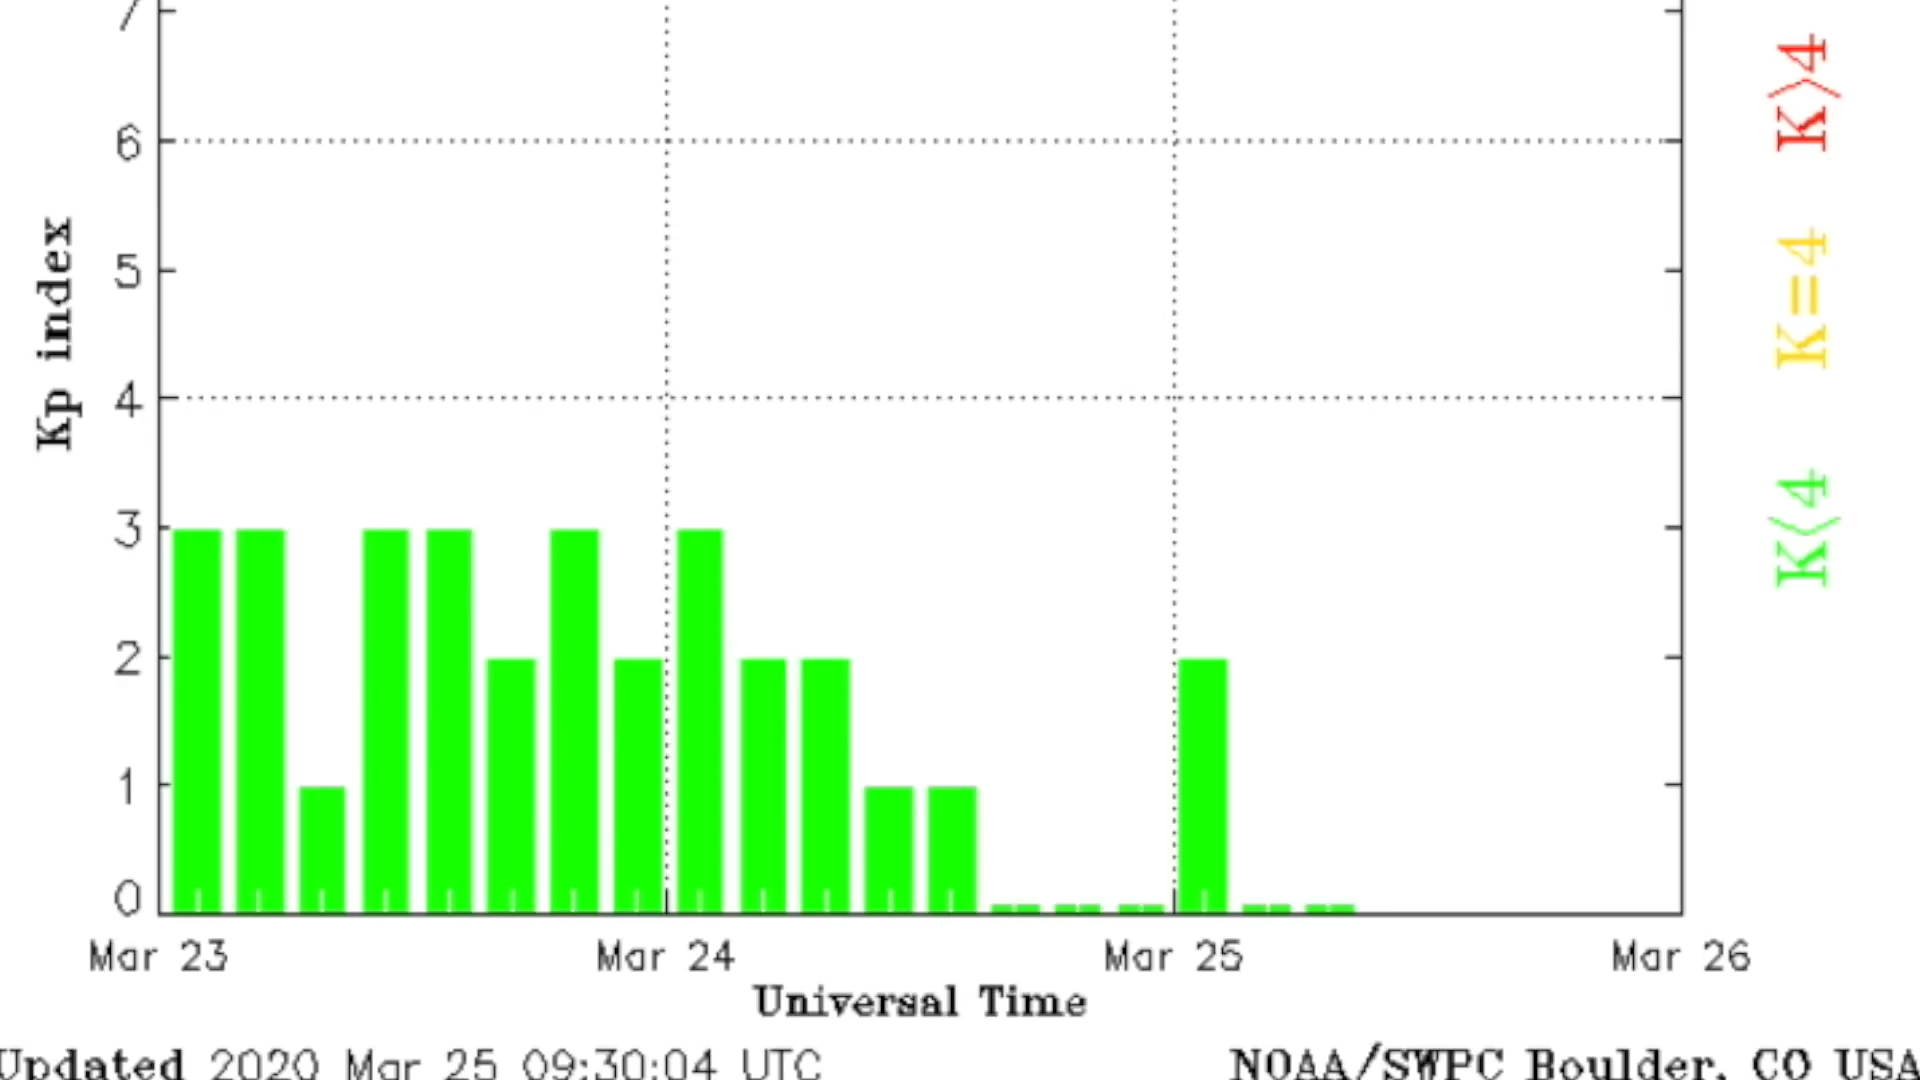 7
6
5
4
3
2
1
0
Kp index
Mar 23
Mar 24
Mar 25
Mar 26
Universal Time
K>4
K=4
K<4
Updated 2020 Mar 25 09:30:04 UTC
NOAA/SWPC Boulder, CO USA